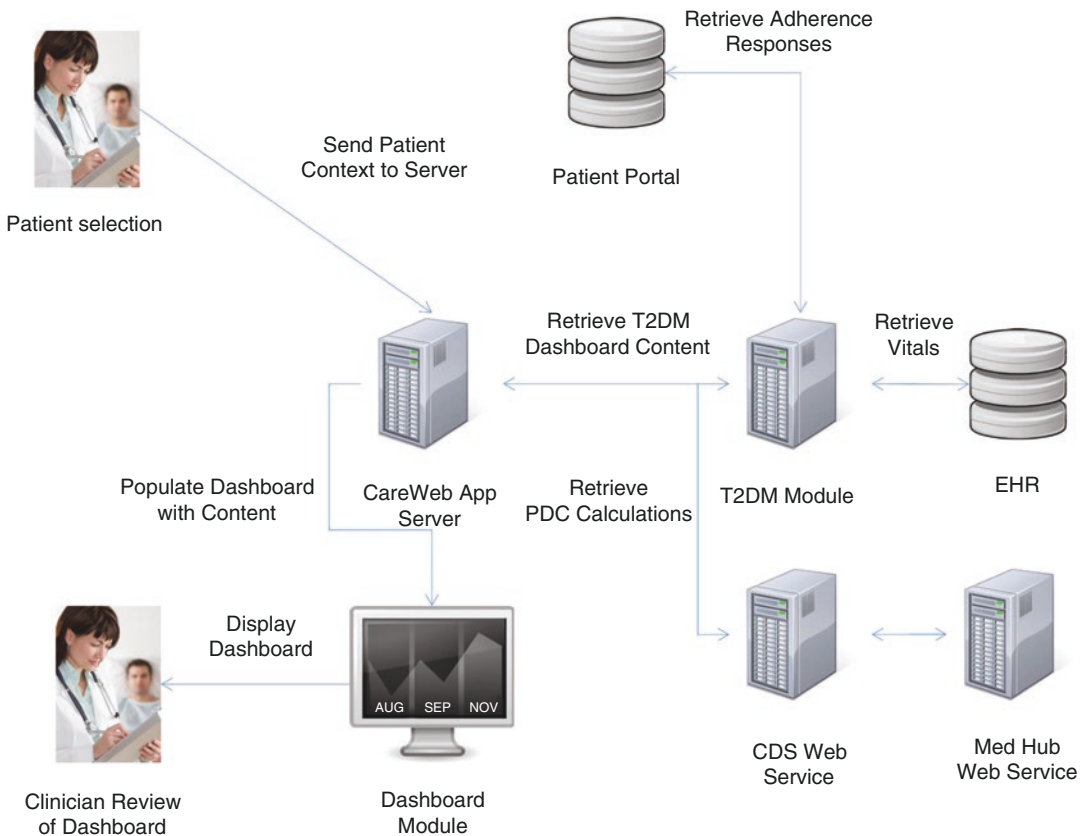 Retrieve Adherence
Responses
Send Patient
Context to Server
Patient Portal
Patient selection
Retrieve T2DM
Dashboard Content
Retrieve
Vitals
Populate Dashboard
with Content
CareWeb App
Server
Retrieve
PDC Calculations
T2DM Module
EHR
Display
Dashboard
AUG SEP NOV
CDS Web
Service
Med Hub
Web Service
Clinician Review
of Dashboard
Dashboard
Module